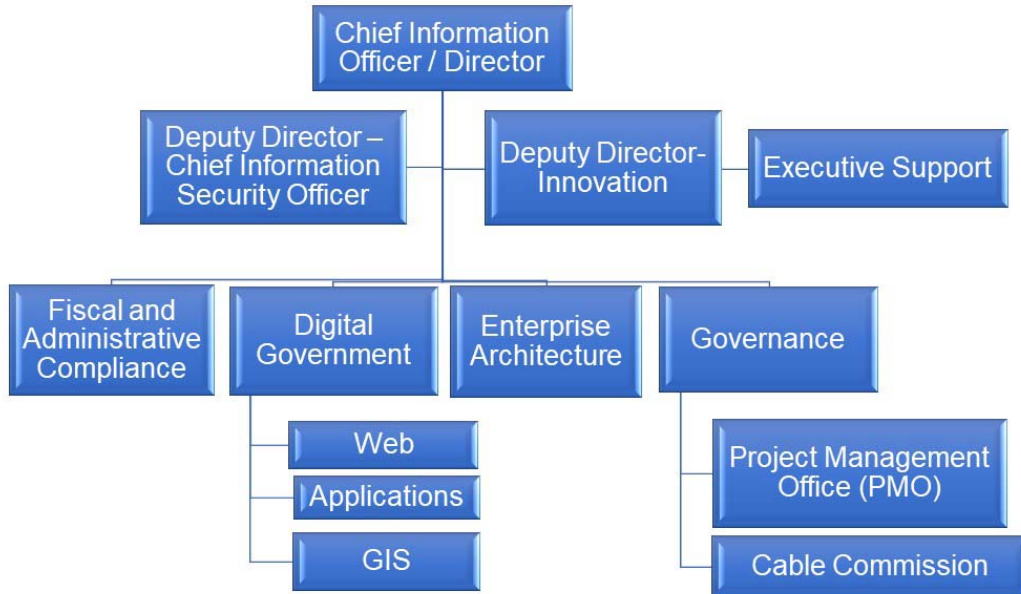 Chief Information
Officer / Director
Deputy Director –
Chief Information
Security Officer
Deputy Director-
Innovation
Executive Support
Fiscal and
Administrative
Compliance
Digital
Government
Enterprise
Architecture
Governance
Web
Applications
GIS
Project Management
Office (PMO)
Cable Commission